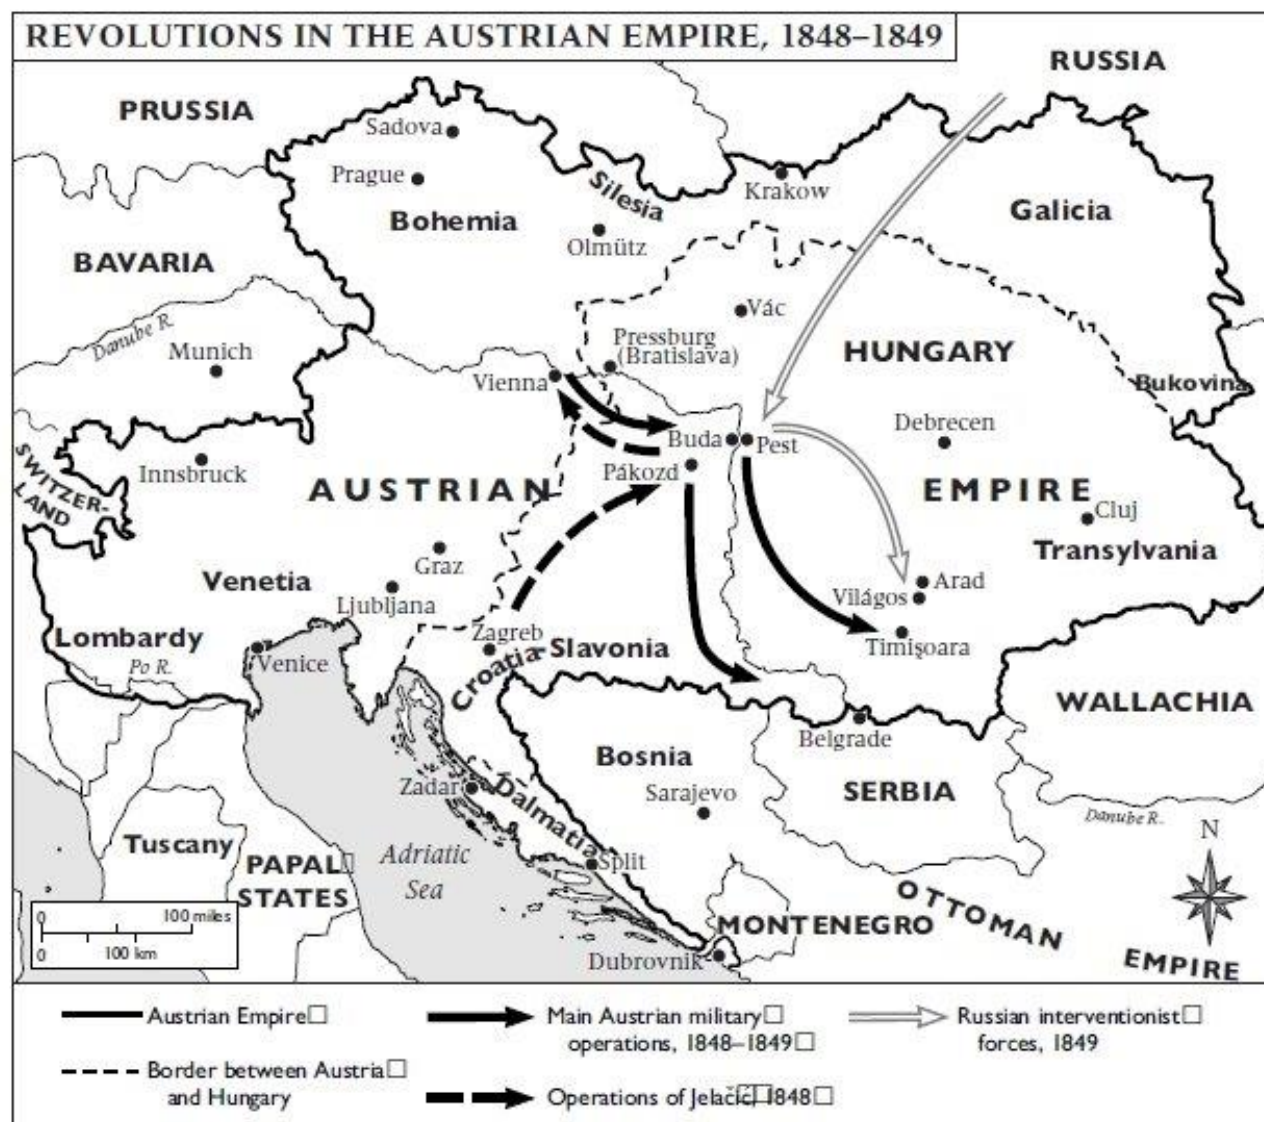 REVOLUTIONS IN THE AUSTRIAN EMPIRE, 1848–1849
RUSSIA
PRUSSIA
Sadova
Prague
Silesia
Krakow
Bohemia
Galicia
Olmütz
BAVARIA
Vác
Danube R.
Munich
Pressburg
(Bratislava)
HUNGARY
Vienna
Bukovina
Debrecen
Buda
Pest
SWITZER-
LAND
Innsbruck
Pákozd
AUSTRIAN
EMPIRE
Cluj
Graz
Transylvania
Venetia
Arad
Világos
Ljubljana
Lombardy
Zagreb
Croatia-Slavonia
Timişoara
Po R.
Venice
WALLACHIA
Belgrade
Bosnia
Zadar
Dalmatia
Sarajevo
SERBIA
Danube R.
N
Tuscany
Adriatic
Sea
PAPAL
STATES
Split
OTTOMAN
EMPIRE
MONTENEGRO
Dubrovnik
0 100 miles
0 100 km
Austrian Empire
Border between Austria
and Hungary
Main Austrian military
operations, 1848–1849
Operations of Jelačić, 1848
Russian interventionist
forces, 1849